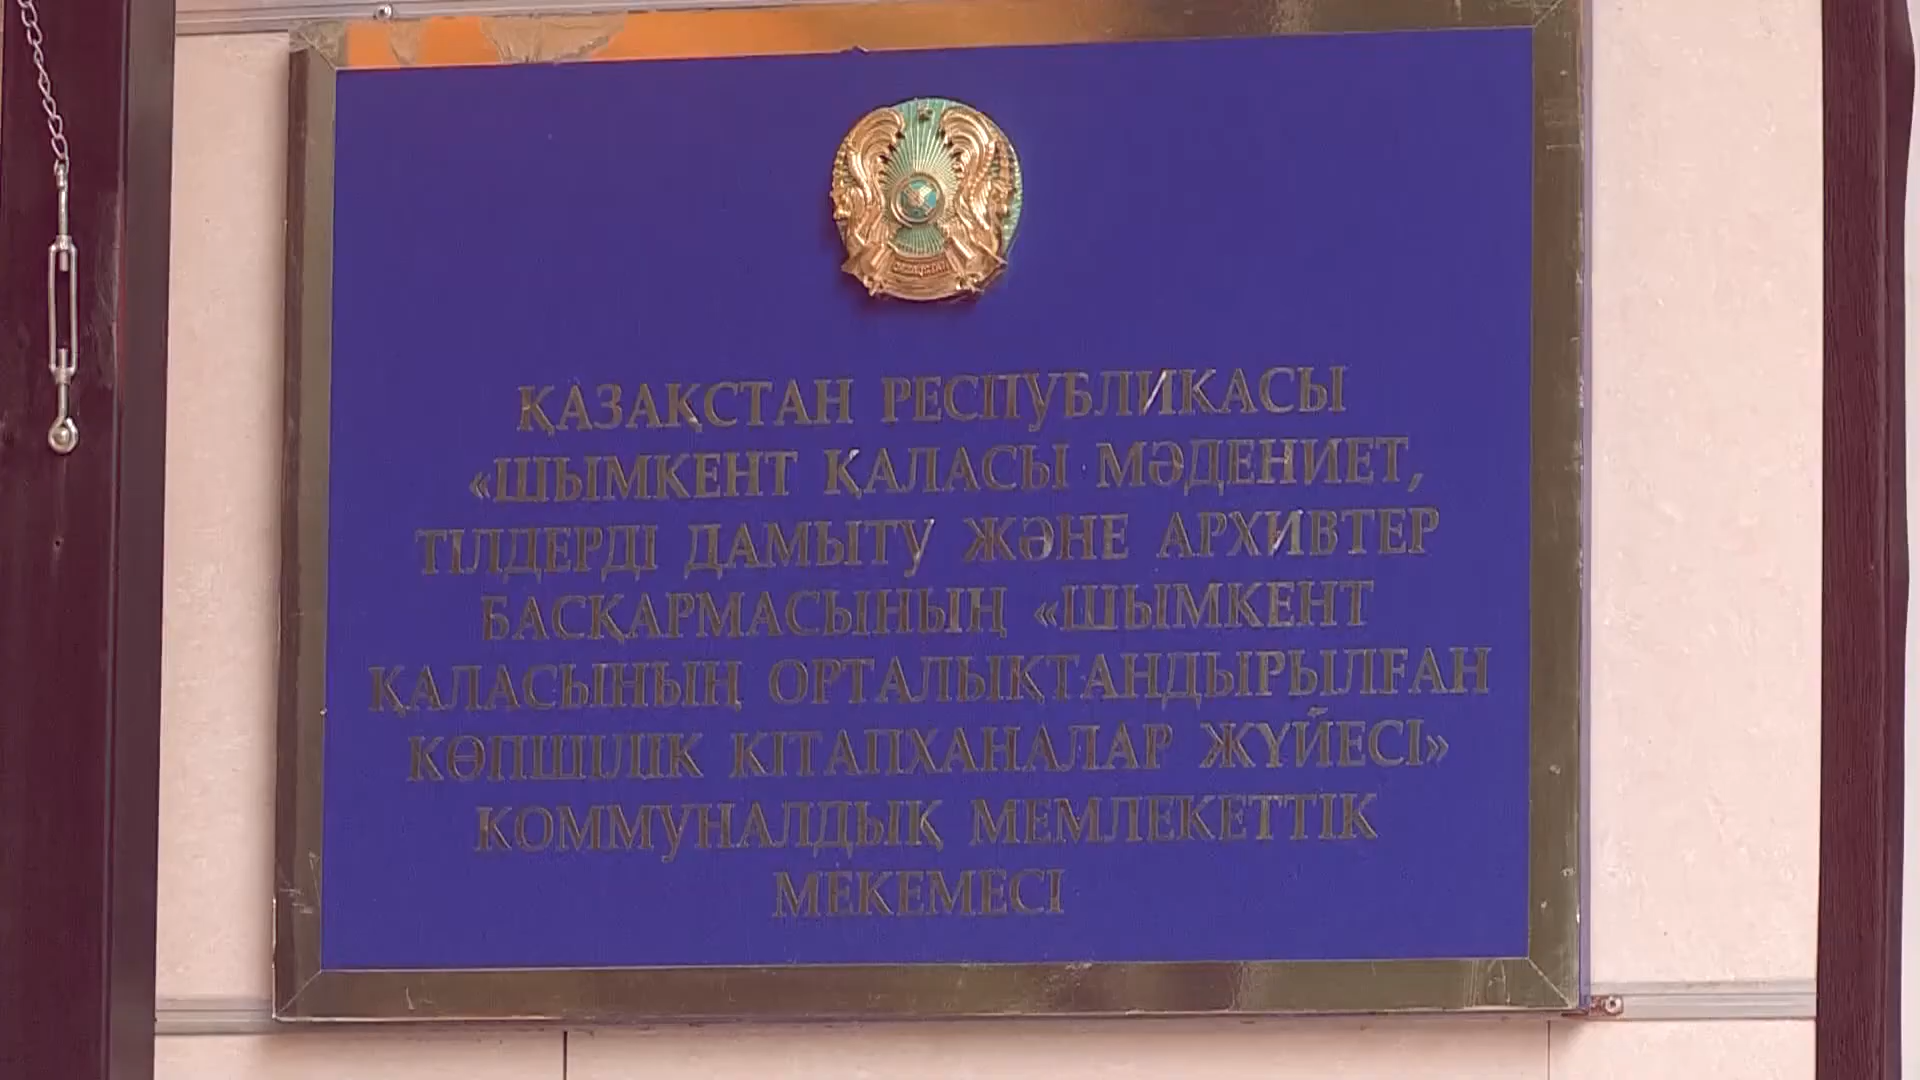 ҚАЗАҚСТАН РЕСПУБЛИКАСЫ
«ШЫМКЕНТ ҚАЛАСЫ МӘДЕНИЕТ,
ТІЛДЕРДІ ДАМЫТУ ЖӘНЕ АРХИВТЕР
БАСҚАРМАСЫНЫҢ «ШЫМКЕНТ
ҚАЛАСЫНЫҢ ОРТАЛЫҚТАНДЫРЫЛҒАН
КӨПШІЛІК КІТАПХАНАЛАР ЖҮЙЕСІ»
КОММУНАЛДЫҚ МЕМЛЕКЕТТІК
МЕКЕМЕСІ